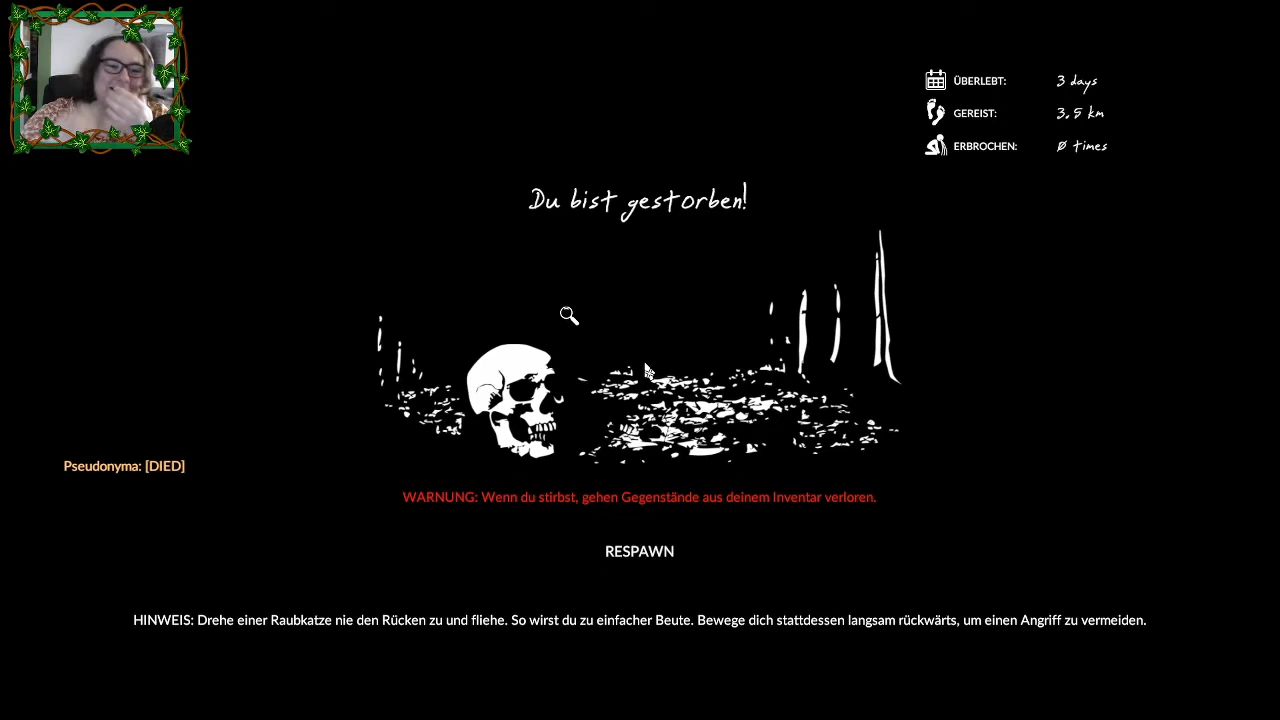 ÜBERLEBT: 3 days
GEREIST: 3.5 km
ERBROCHEN: 0 times
Du bist gestorben!
Pseudonyma: [DIED]
WARNUNG: Wenn du stirbst, gehen Gegenstände aus deinem Inventar verloren.
RESPAWN
HINWEIS: Drehe einer Raubkatze nie den Rücken zu und fliehe. So wirst du zu einfacher Beute. Bewege dich stattdessen langsam rückwärts, um einen Angriff zu vermeiden.